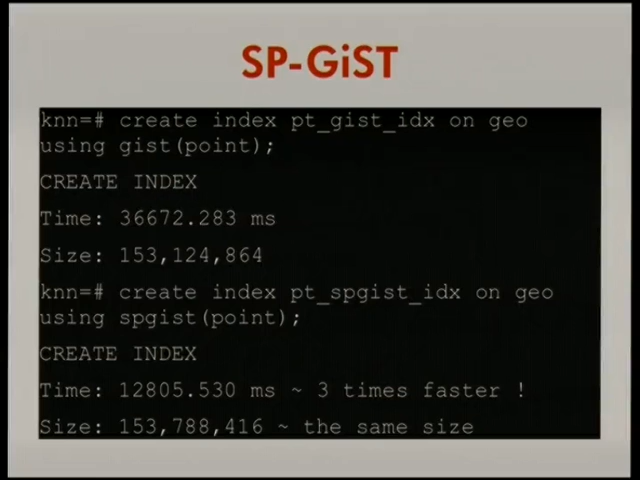 SP-GiST
knn=# create index pt_gist_idx on geo
using gist(point);
CREATE INDEX
Time: 36672.283 ms
Size: 153,124,864
knn=# create index pt_spgist_idx on geo
using spgist(point);
CREATE INDEX
Time: 12805.530 ms ~ 3 times faster !
Size: 153,788,416 ~ the same size